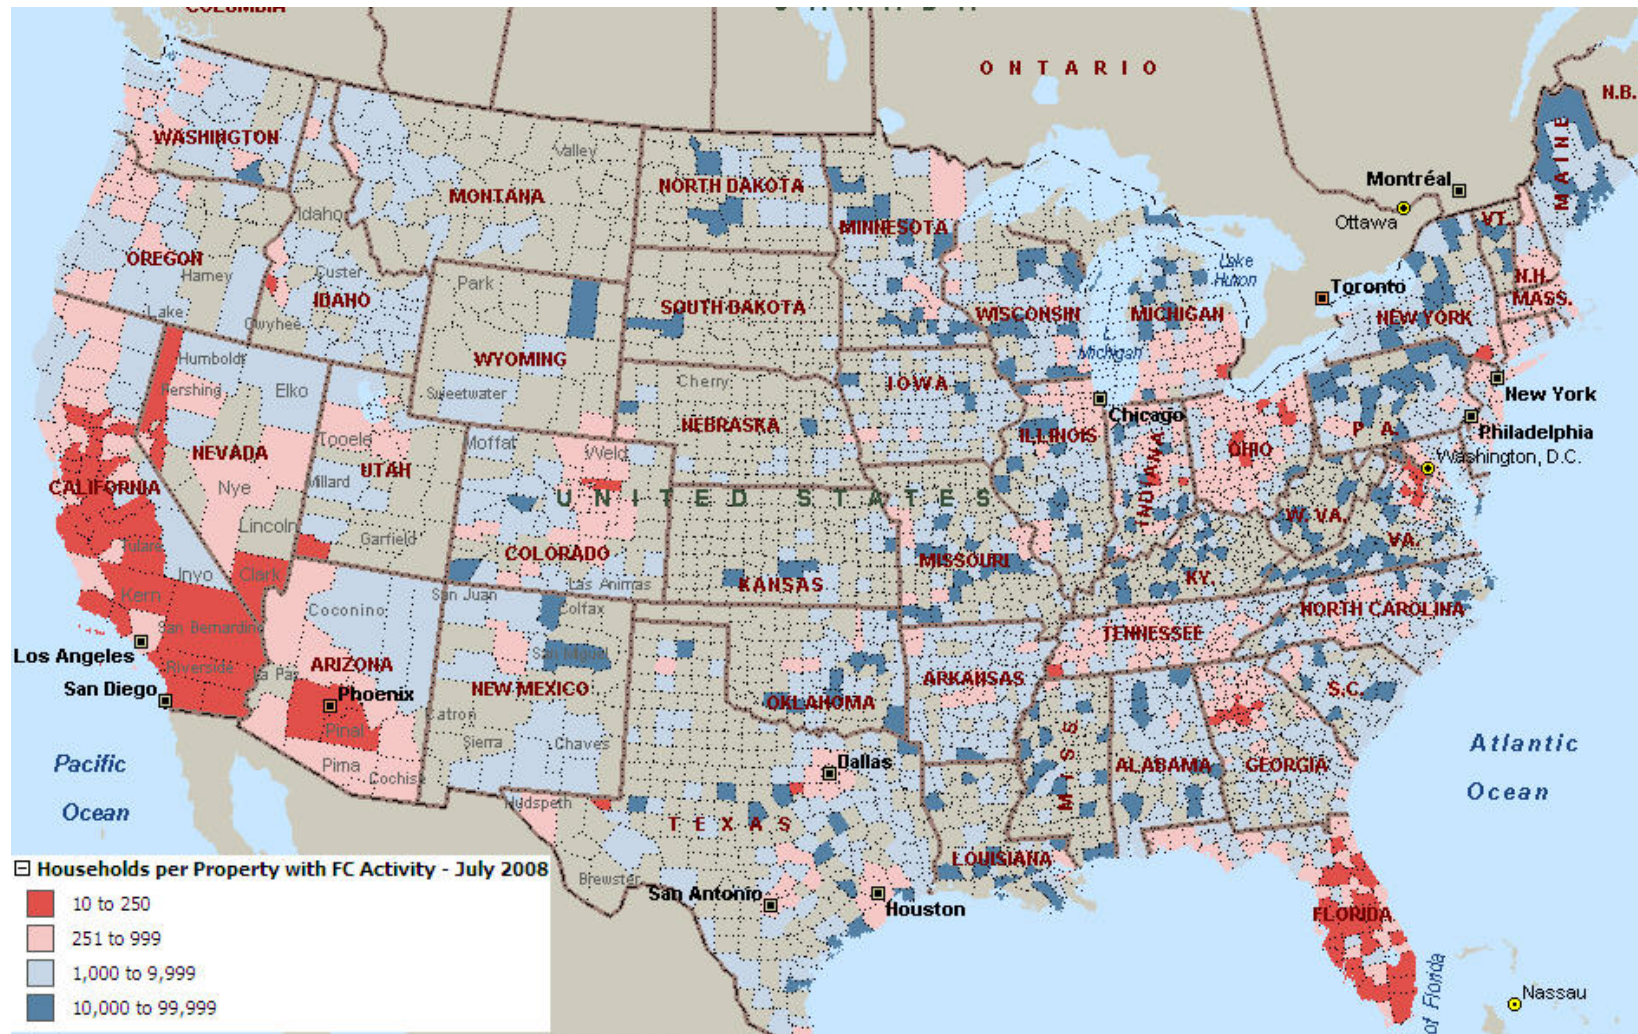 COLUMBIA
C A N A D A
O N T A R I O
N.B.
WASHINGTON
Valley
MONTANA
NORTH DAKOTA
MINNESOTA
MAINE
Montréal
Ottawa
VT.
Idaho
OREGON
Harney
Custer
IDAHO
Park
SOUTH DAKOTA
WISCONSIN
MICHIGAN
Lake
Huron
Toronto
N.H.
MASS.
NEW YORK
Lake
Owyhee
WYOMING
Michigan
Humboldt
Pershing
Elko
Sweetwater
Cherry
IOWA
New York
NEBRASKA
Chicago
ILLINOIS
Philadelphia
P A.
Washington, D.C.
NEVADA
Tooele
UTAH
Moffat
Weld
INDIANA
OHIO
CALIFORNIA
Nye
Millard
U N I T E D S T A T E S
Lincoln
Garfield
COLORADO
MISSOURI
W. VA.
VA.
Tulare
Inyo
Clark
Las Animas
KANSAS
KY.
Kern
Coconino
San Juan
Colfax
NORTH CAROLINA
San Bernardino
San Miguel
TENNESSEE
Los Angeles
Riverside
La Paz
ARIZONA
San Diego
Phoenix
NEW MEXICO
OKLAHOMA
ARKANSAS
S.C.
Pinal
Catron
Sierra
Chaves
Pima
Cochise
Dallas
MISS
ALABAMA
GEORGIA
Pacific
Ocean
Atlantic
Ocean
Hudspeth
T E X A S
LOUISIANA
Brewster
San Antonio
Houston
FLORIDA
of Florida
Nassau
Households per Property with FC Activity - July 2008
10 to 250
251 to 999
1,000 to 9,999
10,000 to 99,999